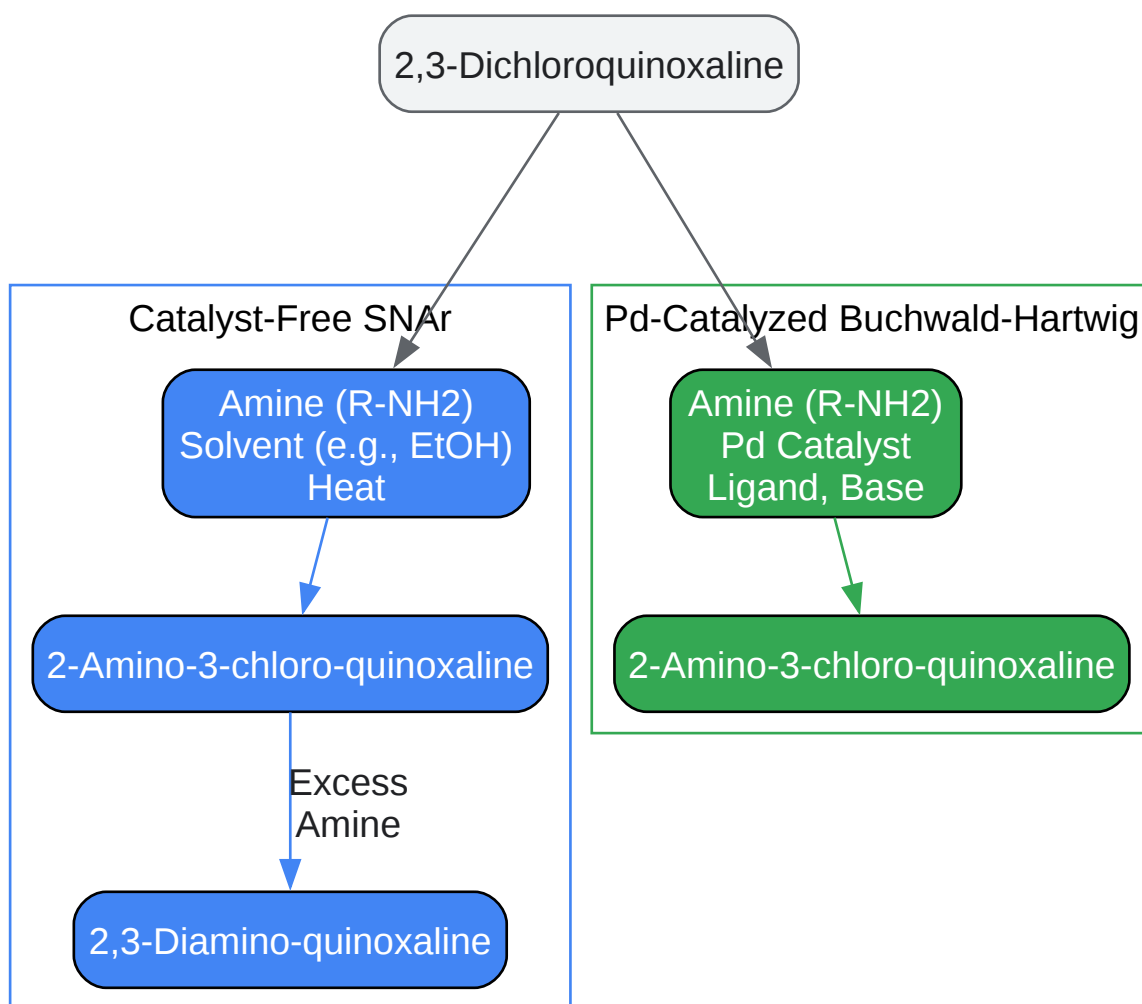 2,3-Dichloroquinoxaline
Catalyst-Free SNAr
Amine (R-NH2)
Solvent (e.g., EtOH)
Heat
2-Amino-3-chloro-quinoxaline
Excess
Amine
2,3-Diamino-quinoxaline
Pd-Catalyzed Buchwald-Hartwig
Amine (R-NH2)
Pd Catalyst
Ligand, Base
2-Amino-3-chloro-quinoxaline